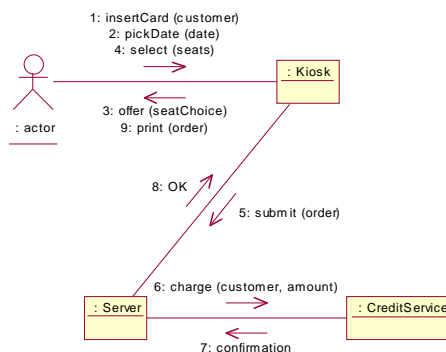 1: insertCard (customer)
2: pickDate (date)
4: select (seats)
: Kiosk
3: offer (seatChoice)
9: print (order)
: actor
8: OK
5: submit (order)
6: charge (customer, amount)
: Server
: CreditService
7: confirmation